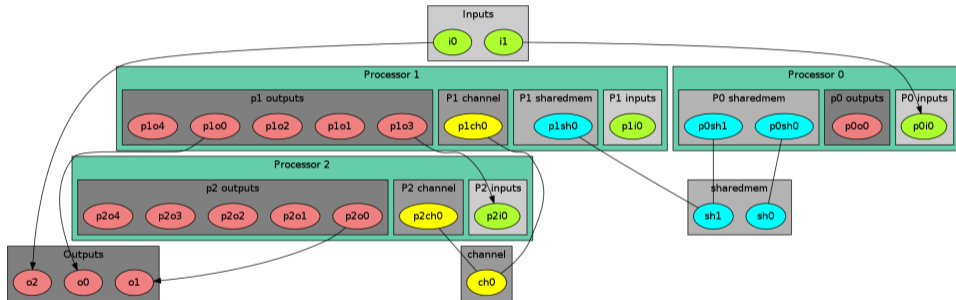 Inputs
i0 i1
Processor 1 Processor 0
p1 outputs P1 channel P1 sharedmem P1 inputs P0 sharedmem p0 outputs P0 inputs
p1o4 p1o0 p1o2 p1o1 p1o3 p1ch0 p1sh0 p1i0 p0sh1 p0sh0 p0o0 p0i0
Processor 2
p2 outputs P2 channel P2 inputs sharedmem
p2o4 p2o3 p2o2 p2o1 p2o0 p2ch0 p2i0 sh1 sh0
Outputs channel
o2 o0 o1 ch0